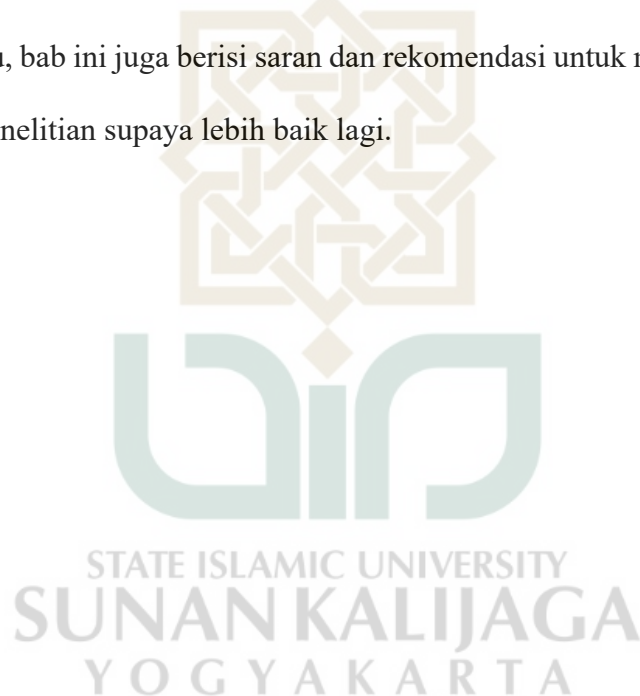 , bab ini juga berisi saran dan rekomendasi untuk
nelitian supaya lebih baik lagi.
STATE ISLAMIC UNIVERSITY
SUNAN KALIJAGA
YOGYAKARTA